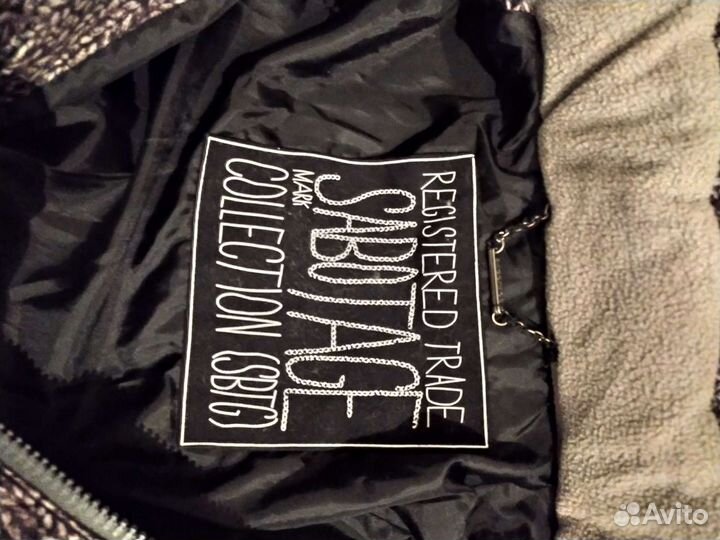 REGISTERED TRADE
SABOTAGE
MARK
COLLECTION (SBTG)
Avito